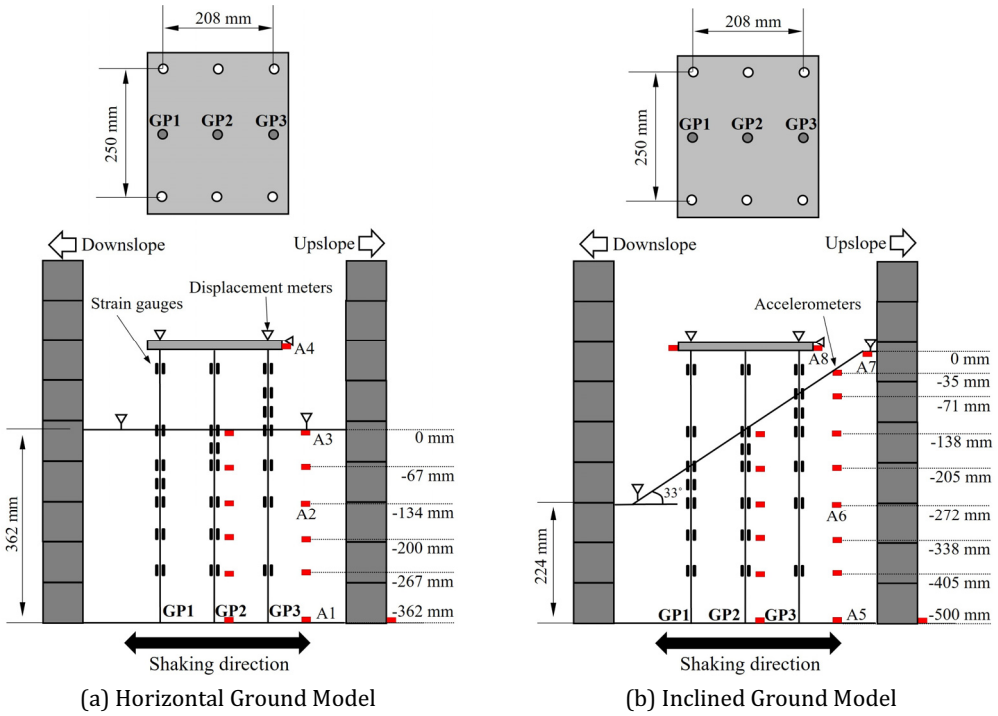 208 mm
250 mm
GP1 GP2 GP3
Downslope
Upslope
Strain gauges
Displacement meters
A4
A3
A2
A1
0 mm
-67 mm
-134 mm
-200 mm
-267 mm
-362 mm
362 mm
GP1 GP2 GP3
Shaking direction
(a) Horizontal Ground Model
208 mm
250 mm
GP1 GP2 GP3
Downslope
Upslope
Accelerometers
A8
A7
A6
A5
0 mm
-35 mm
-71 mm
-138 mm
-205 mm
-272 mm
-338 mm
-405 mm
-500 mm
33°
224 mm
GP1 GP2 GP3
Shaking direction
(b) Inclined Ground Model